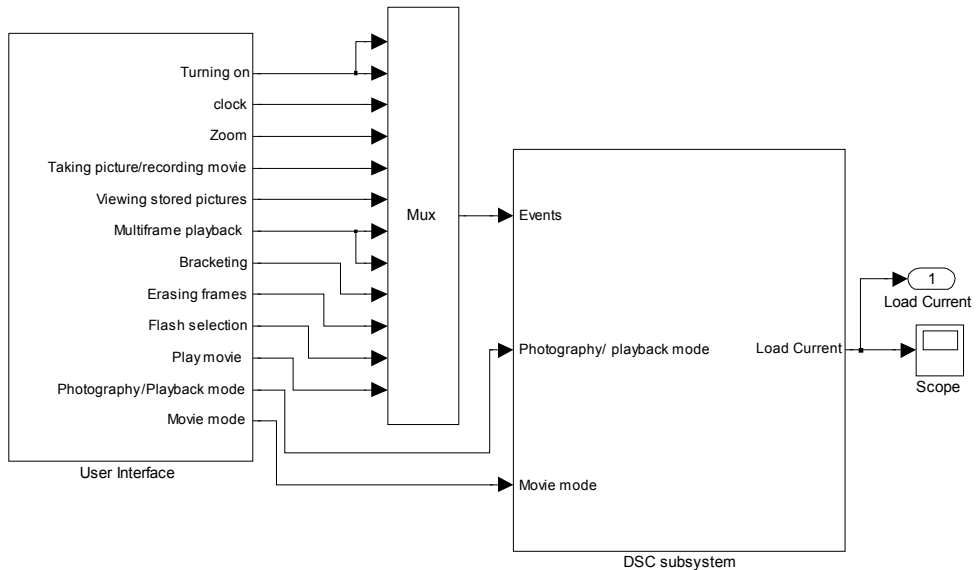 Turning on
clock
Zoom
Taking picture/recording movie
Viewing stored pictures
Multiframe playback
Bracketing
Erasing frames
Flash selection
Play movie
Photography/Playback mode
Movie mode
User Interface
Mux
Events
Photography/ playback mode
Movie mode
Load Current
DSC subsystem
1
Load Current
Scope